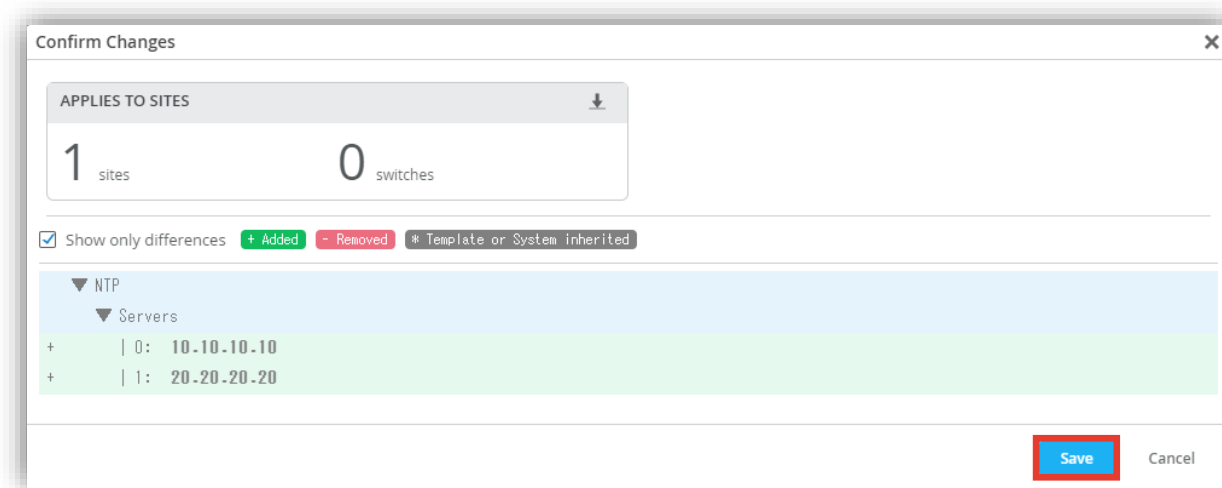 Confirm Changes
APPLIES TO SITES
1 sites 0 switches
Show only differences + Added - Removed * Template or System inherited
NTP
Servers
+ | 0: 10.10.10.10
+ | 1: 20.20.20.20
Save Cancel